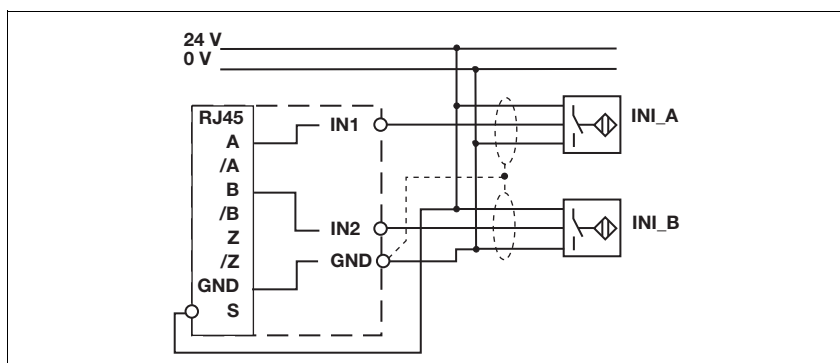 24 V
0 V
RJ45
A
/A
B
/B
Z
/Z
GND
S
IN1
IN2
GND
INI_A
INI_B